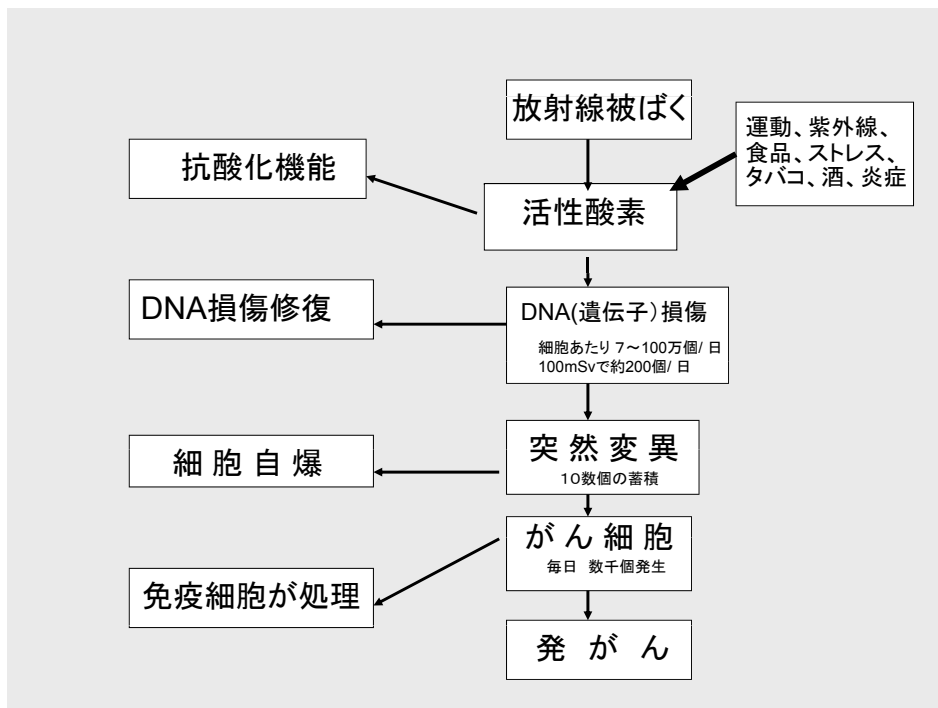 放射線被ばく
運動、紫外線、
食品、ストレス、
タバコ、酒、炎症
抗酸化機能
活性酸素
DNA損傷修復
DNA(遺伝子)損傷
細胞あたり 7～100万個/ 日
100mSvで約200個/ 日
細 胞 自 爆
突 然 変 異
１０数個の蓄積
が ん 細 胞
毎日　数千個発生
免疫細胞が処理
発　が　ん